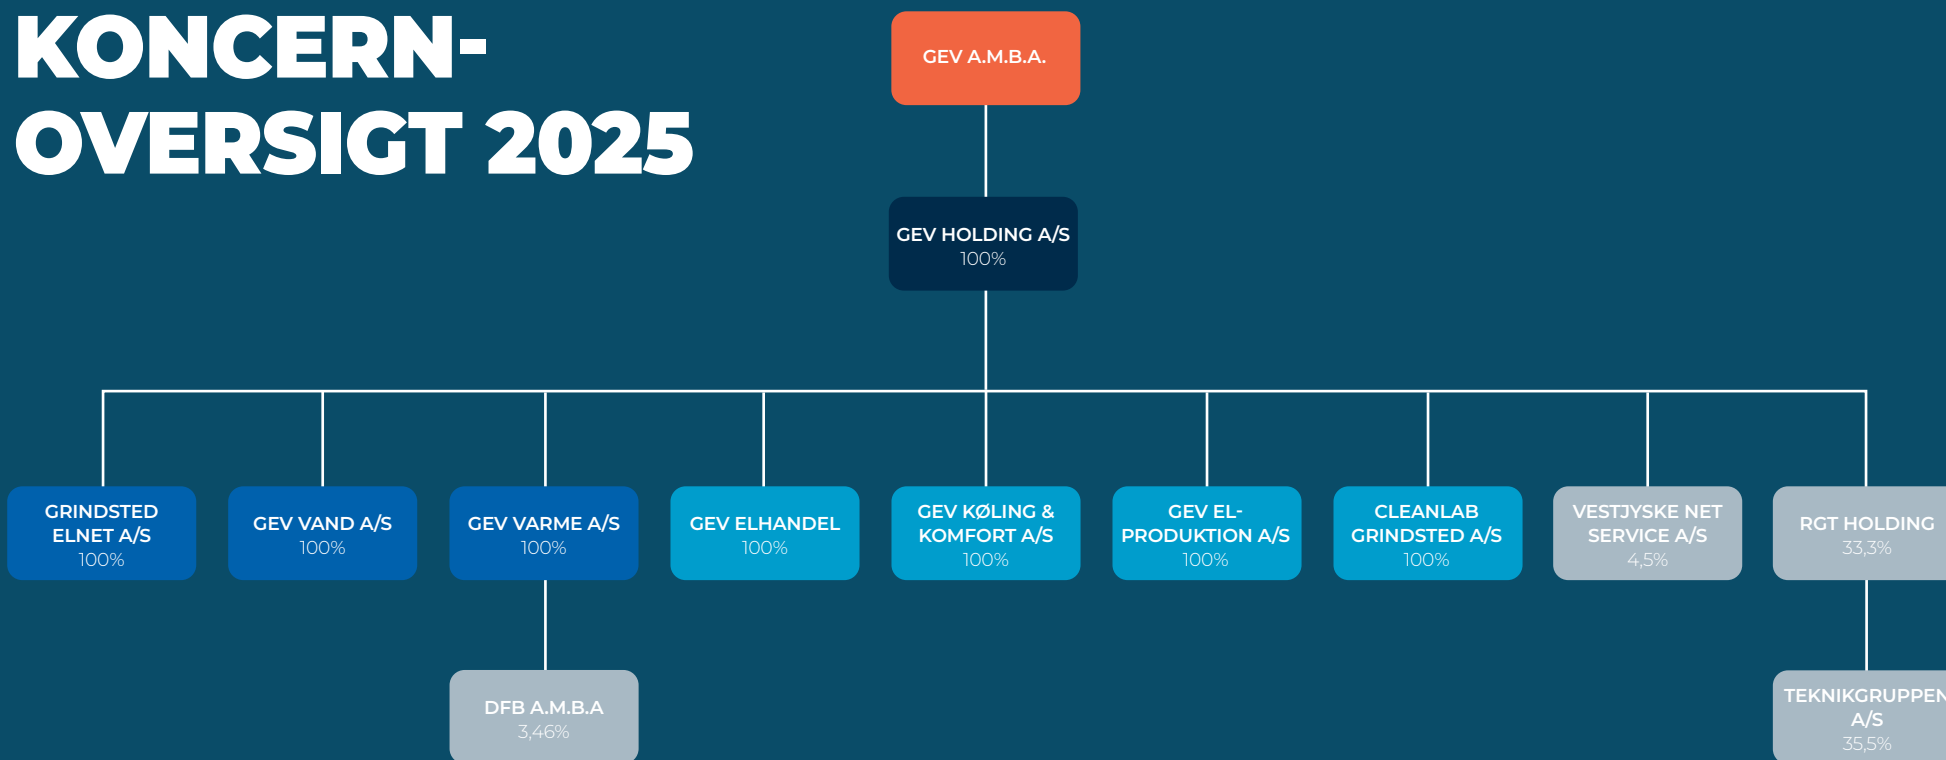 KONCERN-
OVERSIGT 2025
GEV A.M.B.A.
GEV HOLDING A/S
100%
GRINDSTED
ELNET A/S
100%
GEV VAND A/S
100%
GEV VARME A/S
100%
GEV ELHANDEL
100%
GEV KØLING &
KOMFORT A/S
100%
GEV EL-
PRODUKTION A/S
100%
CLEANLAB
GRINDSTED A/S
100%
VESTJYSKE NET
SERVICE A/S
4,5%
RGT HOLDING
33,3%
DFB A.M.B.A
3,46%
TEKNIKGRUPPEN
A/S
35,5%